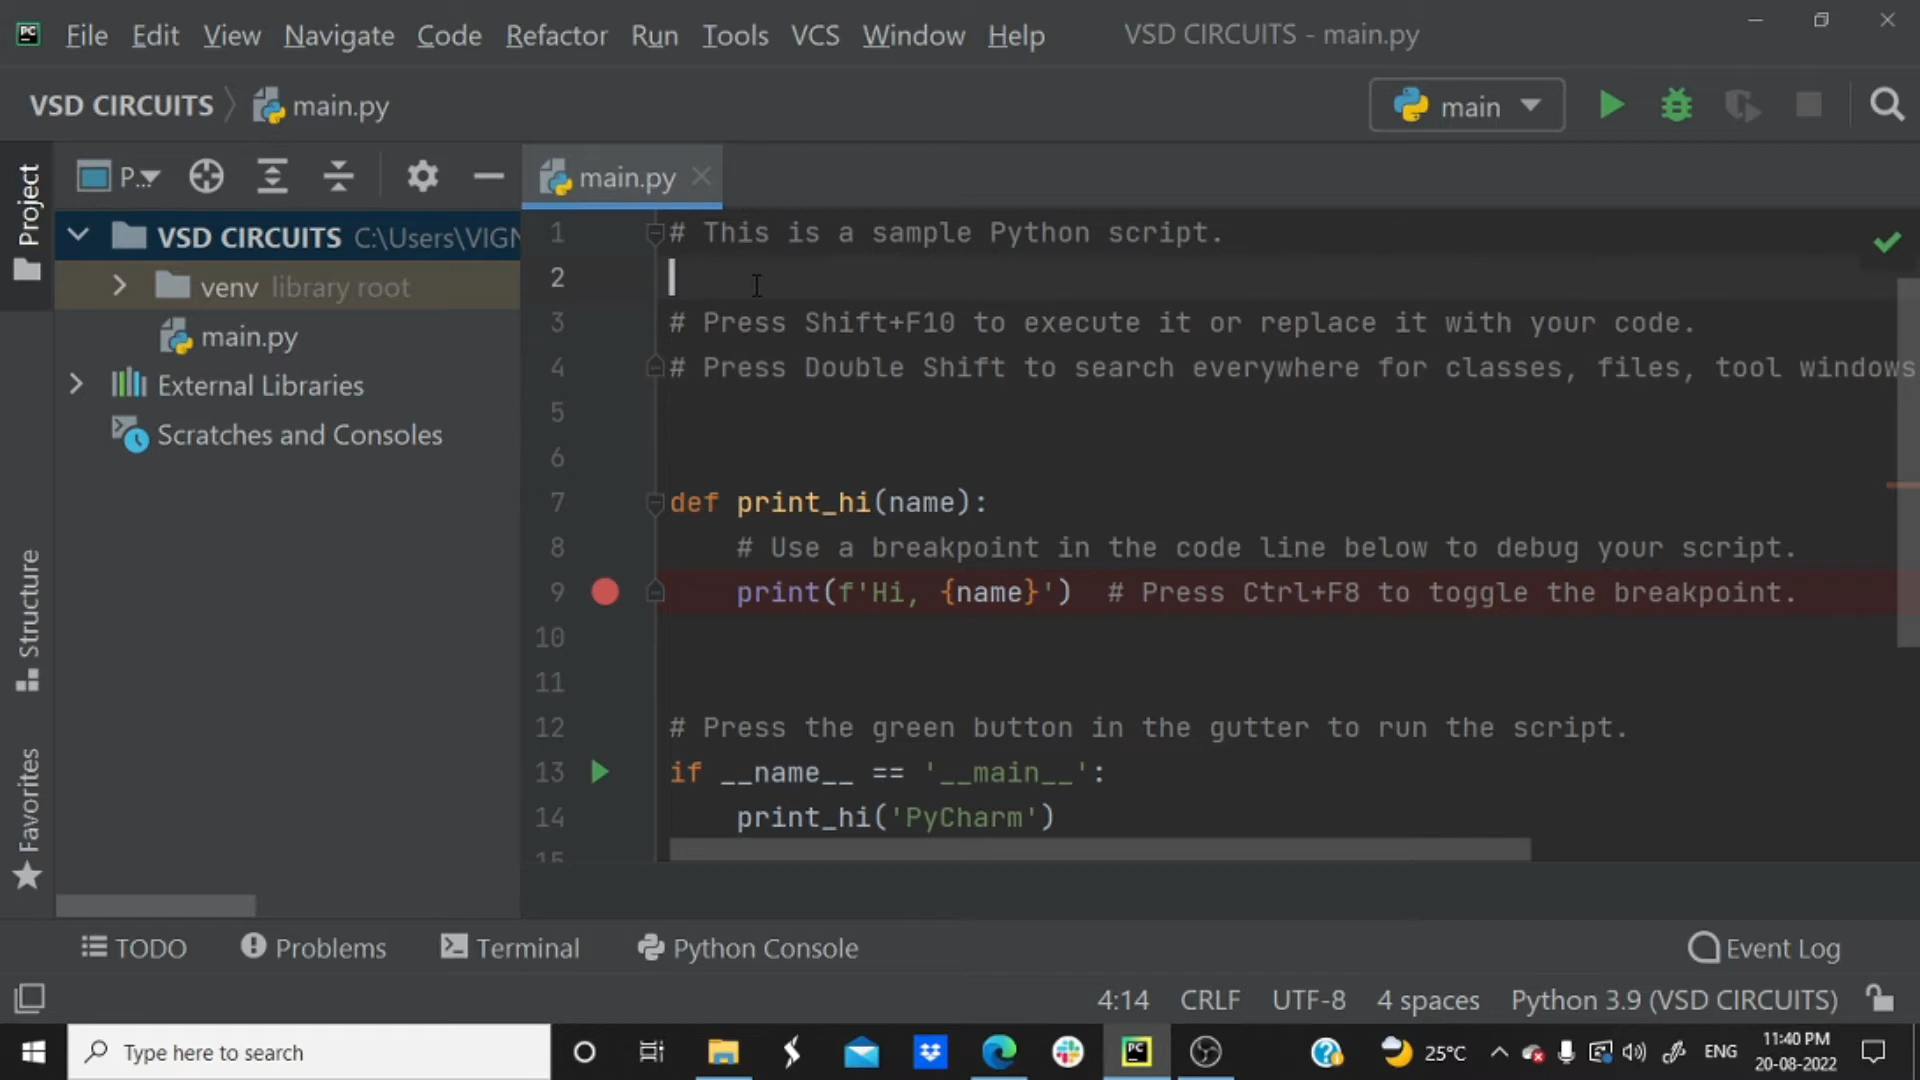 PC File Edit View Navigate Code Refactor Run Tools VCS Window Help VSD CIRCUITS - main.py
VSD CIRCUITS main.py main
Project
P... main.py
VSD CIRCUITS C:\Users\VIGN
venv library root
main.py
External Libraries
Scratches and Consoles
1 # This is a sample Python script.
2
3 # Press Shift+F10 to execute it or replace it with your code.
4 # Press Double Shift to search everywhere for classes, files, tool windows
5
6
7 def print_hi(name):
8 # Use a breakpoint in the code line below to debug your script.
9 print(f'Hi, {name}') # Press Ctrl+F8 to toggle the breakpoint.
10
11
12 # Press the green button in the gutter to run the script.
13 if __name__ == '__main__':
14 print_hi('PyCharm')
15
Structure
Favorites
TODO Problems Terminal Python Console Event Log
4:14 CRLF UTF-8 4 spaces Python 3.9 (VSD CIRCUITS)
Type here to search PC 25°C ENG 11:40 PM
20-08-2022